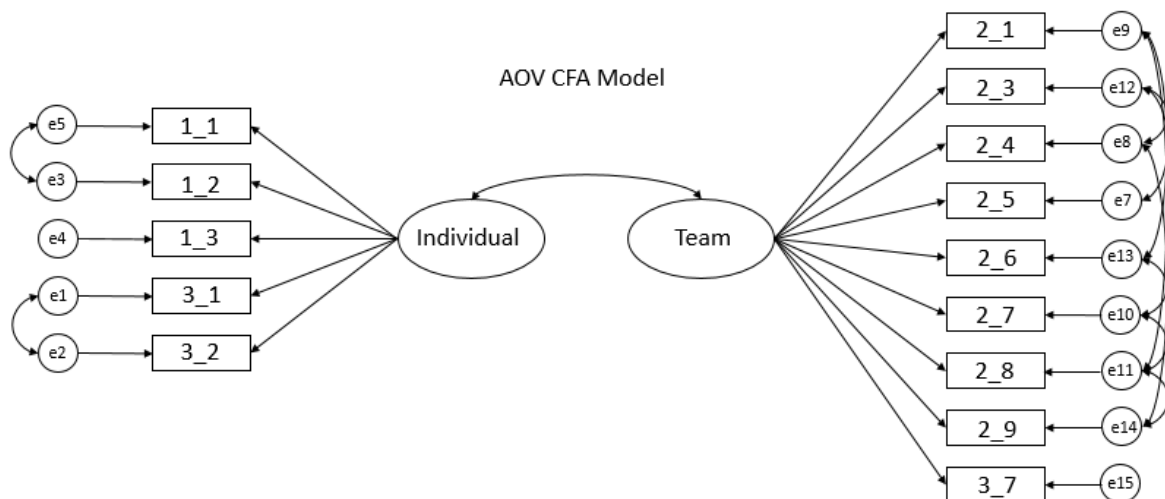 AOV CFA Model
e5
1_1
e3
1_2
e4
1_3
e1
3_1
e2
3_2
Individual
Team
2_1
e9
2_3
e12
2_4
e8
2_5
e7
2_6
e13
2_7
e10
2_8
e11
2_9
e14
3_7
e15